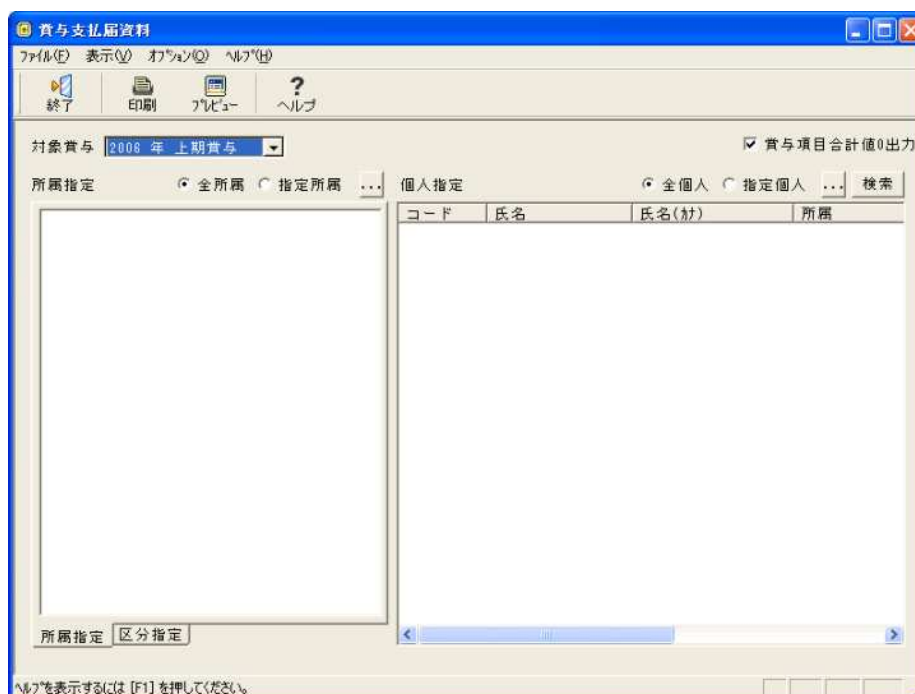 賞与支払届資料
ﾌｧｲﾙ(F) 表示(V) ｵﾌﾟｼｮﾝ(O) ﾍﾙﾌﾟ(H)
終了 印刷 ﾌﾟﾚﾋﾞｭｰ ? ヘルプ
対象賞与 2006 年 上期賞与 賞与項目合計値0出力
所属指定 全所属 指定所属 ... 個人指定 全個人 指定個人 ... 検索
コード 氏名 氏名(ｶﾅ) 所属
所属指定 区分指定
ﾍﾙﾌﾟを表示するには [F1] を押してください。